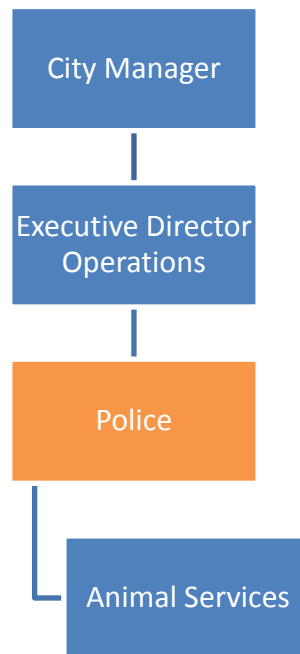 City Manager
Executive Director
Operations
Police
Animal Services